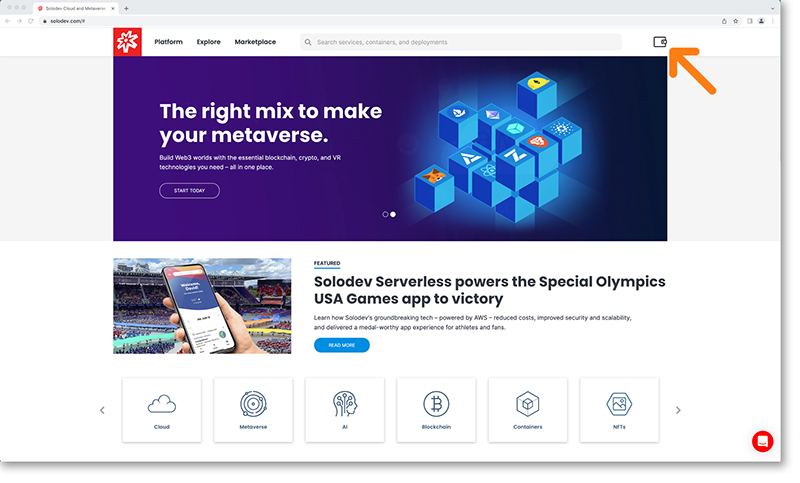 Solodev Cloud and Metaverse
solodev.com/#
Platform
Explore
Marketplace
Search services, containers, and deployments
The right mix to make
your metaverse.
Build Web3 worlds with the essential blockchain, crypto, and VR
technologies you need – all in one place.
START TODAY
Welcome,
David!
FEATURED
Solodev Serverless powers the Special Olympics
USA Games app to victory
Learn how Solodev's groundbreaking tech – powered by AWS – reduced costs, improved security and scalability,
and delivered a medal-worthy app experience for athletes and fans.
READ MORE
Cloud
Metaverse
AI
Blockchain
Containers
NFTs